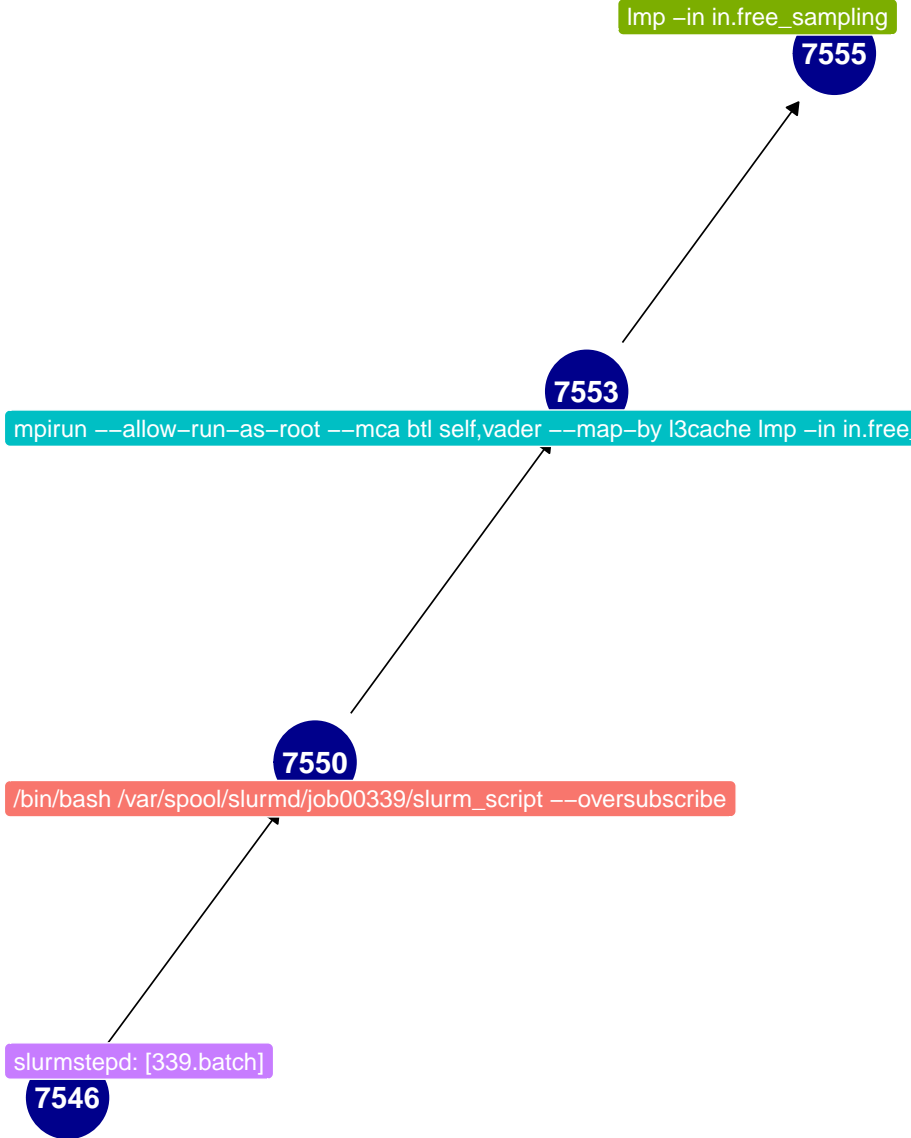 lmp −in in.free_sampling
7555
7553
mpirun −−allow−run−as−root −−mca btl self,vader −−map−by l3cache lmp −in in.free_
7550
/bin/bash /var/spool/slurmd/job00339/slurm_script −−oversubscribe
slurmstepd: [339.batch]
7546